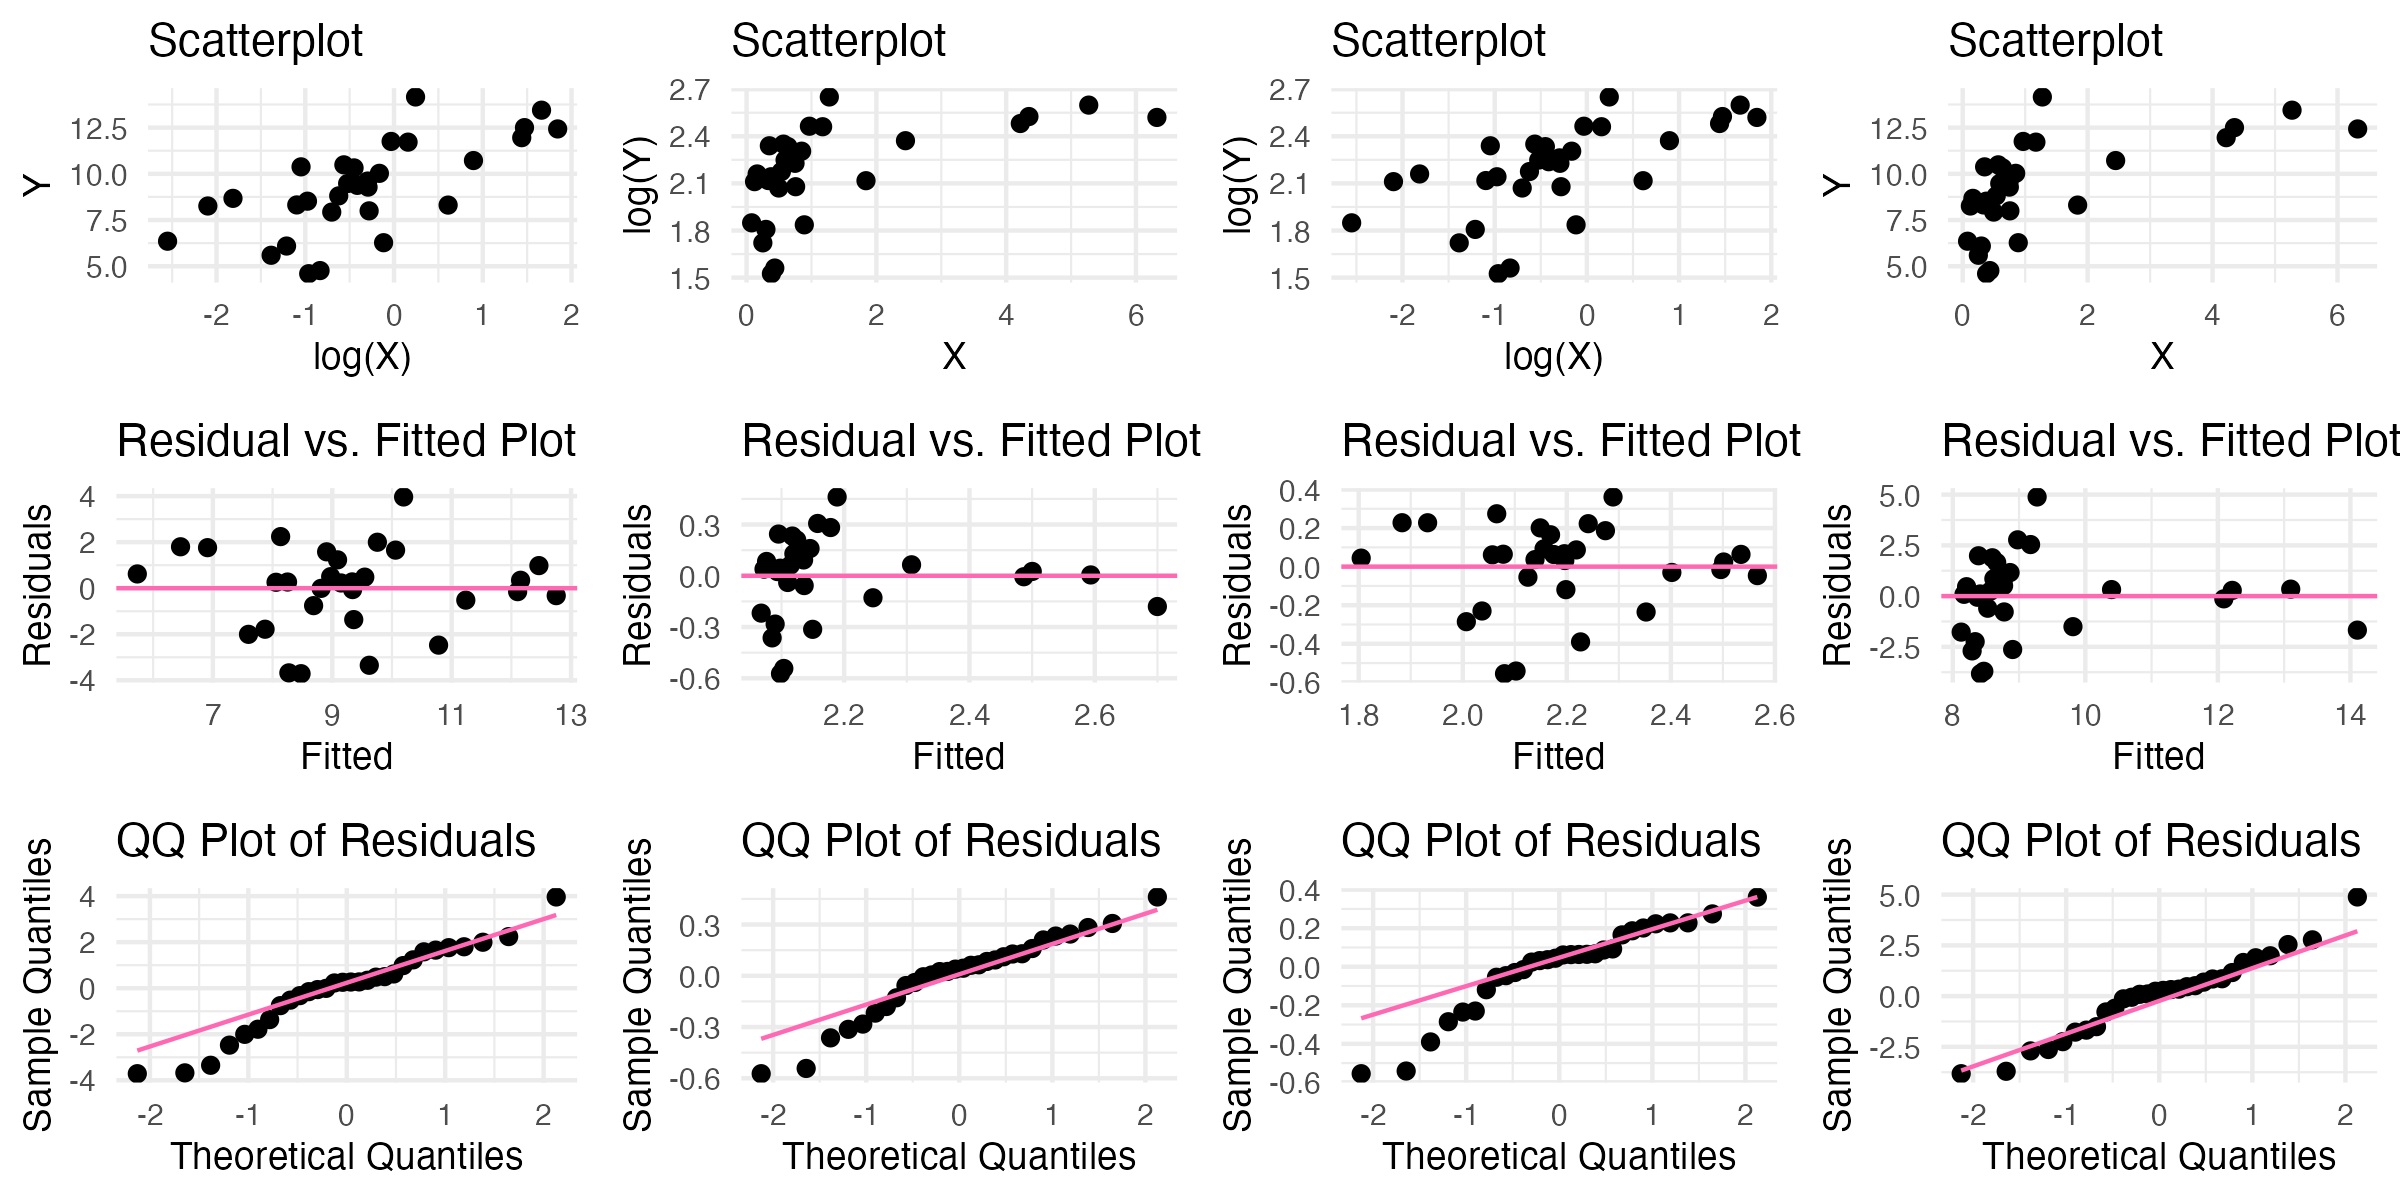 Scatterplot
Y
12.5
10.0
7.5
5.0
-2 -1 0 1 2
log(X)
Scatterplot
log(Y)
2.7
2.4
2.1
1.8
1.5
0 2 4 6
X
Scatterplot
log(Y)
2.7
2.4
2.1
1.8
1.5
-2 -1 0 1 2
log(X)
Scatterplot
Y
12.5
10.0
7.5
5.0
0 2 4 6
X
Residual vs. Fitted Plot
Residuals
4
2
0
-2
-4
7 9 11 13
Fitted
Residual vs. Fitted Plot
Residuals
0.3
0.0
-0.3
-0.6
2.2 2.4 2.6
Fitted
Residual vs. Fitted Plot
Residuals
0.4
0.2
0.0
-0.2
-0.4
-0.6
1.8 2.0 2.2 2.4 2.6
Fitted
Residual vs. Fitted Plot
Residuals
5.0
2.5
0.0
-2.5
8 10 12 14
Fitted
QQ Plot of Residuals
Sample Quantiles
4
2
0
-2
-4
-2 -1 0 1 2
Theoretical Quantiles
QQ Plot of Residuals
Sample Quantiles
0.3
0.0
-0.3
-0.6
-2 -1 0 1 2
Theoretical Quantiles
QQ Plot of Residuals
Sample Quantiles
0.4
0.2
0.0
-0.2
-0.4
-0.6
-2 -1 0 1 2
Theoretical Quantiles
QQ Plot of Residuals
Sample Quantiles
5.0
2.5
0.0
-2.5
-2 -1 0 1 2
Theoretical Quantiles